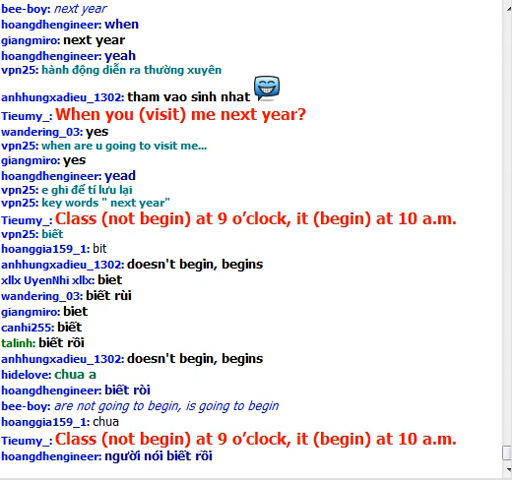 bee-boy: next year
hoangdhengineer: when
giangmiro: next year
hoangdhengineer: yeah
vpn25: hành động diễn ra thường xuyên
anhhungxadieu_1302: tham vao sinh nhat
Tieumy_: When you (visit) me next year?
wandering_03: yes
vpn25: when are u going to visit me...
giangmiro: yes
hoangdhengineer: yead
vpn25: e ghi để tí lưu lại
vpn25: key words " next year"
Tieumy_: Class (not begin) at 9 o’clock, it (begin) at 10 a.m.
vpn25: biết
hoanggia159_1: bit
anhhungxadieu_1302: doesn't begin, begins
xllx UyenNhi xllx: biet
wandering_03: biết rùi
giangmiro: biet
canhi255: biết
talinh: biết rồi
anhhungxadieu_1302: doesn't begin, begins
hidelove: chua a
hoangdhengineer: biết ròi
bee-boy: are not going to begin, is going to begin
hoanggia159_1: chua
Tieumy_: Class (not begin) at 9 o’clock, it (begin) at 10 a.m.
hoangdhengineer: người nói biết rồi